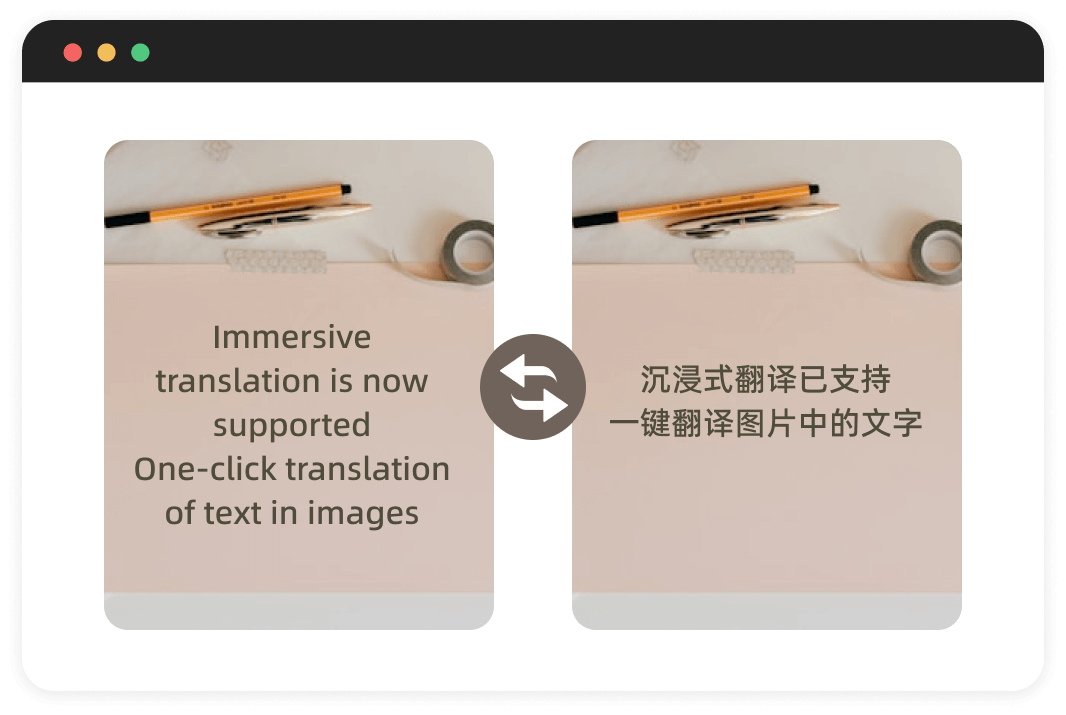 Immersive
translation is now
supported
One-click translation
of text in images
沉浸式翻译已支持
一键翻译图片中的文字